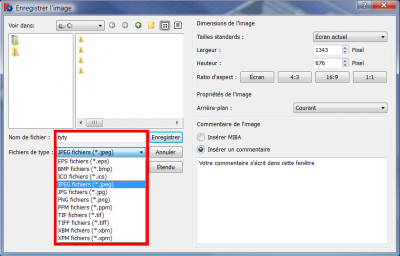 Enregistrer l'image
Voir dans:
C:
Nom de fichier :
tyty
Enregistrer
Fichiers de type :
JPEG fichiers (*.jpeg)
Annuler
Étendu
EPS fichiers (*.eps)
BMP fichiers (*.bmp)
ICO fichiers (*.ico)
JPEG fichiers (*.jpeg)
JPG fichiers (*.jpg)
PNG fichiers (*.png)
PPM fichiers (*.ppm)
TIF fichiers (*.tif)
TIFF fichiers (*.tiff)
XBM fichiers (*.xbm)
XPM fichiers (*.xpm)
Dimensions de l'image
Tailles standards :
Écran actuel
Largeur :
1343
Pixel
Hauteur :
676
Pixel
Ratio d'aspect :
Écran
4:3
16:9
1:1
Propriétés de l'image
Arrière-plan :
Courant
Commentaire de l'image
Insérer MIBA
Insérer un commentaire
Votre commentaire s'écrit dans cette fenêtre